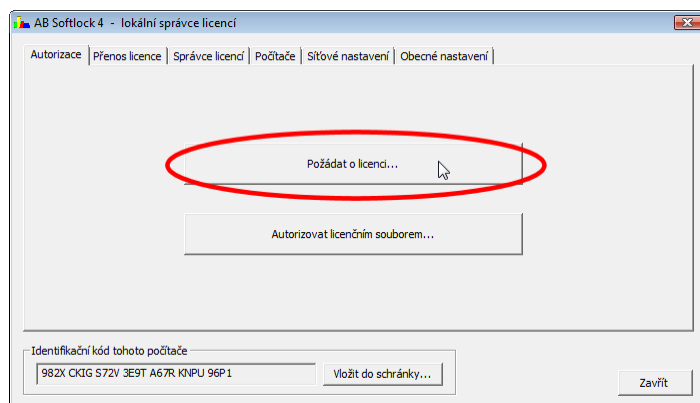 AB Softlock 4 - lokální správce licencí
Autorizace Přenos licence Správce licencí Počítače Síťové nastavení Obecné nastavení
Požádat o licenci...
Autorizovat licenčním souborem...
Identifikační kód tohoto počítače
982X CKIG S72V 3E9T A67R KNPU 96P1 Vložit do schránky...
Zavřít